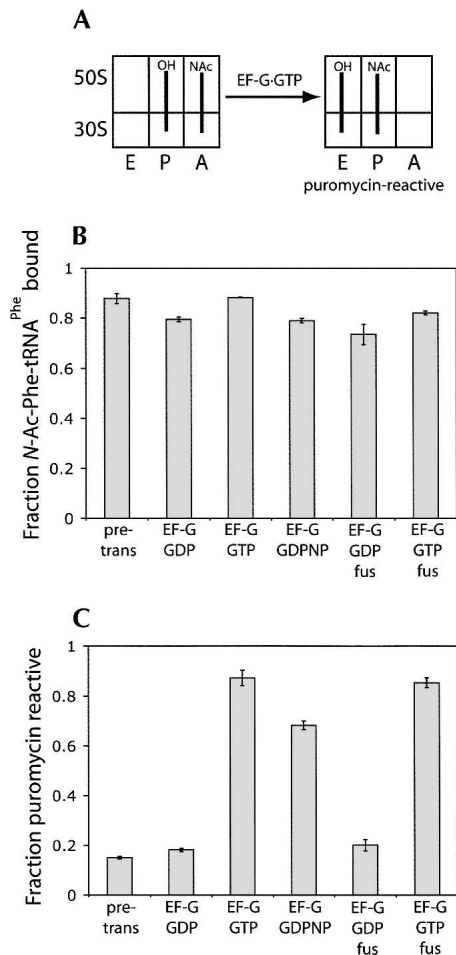 A
50S
30S
OH
NAc
EF-G·GTP
OH
NAc
E P A
E P A
puromycin-reactive
B
Fraction N-Ac-Phe-tRNAPhe bound
1
0.8
0.6
0.4
0.2
0
pre-
trans
EF-G
GDP
EF-G
GTP
EF-G
GDPNP
EF-G
GDP
fus
EF-G
GTP
fus
C
Fraction puromycin reactive
1
0.8
0.6
0.4
0.2
0
pre-
trans
EF-G
GDP
EF-G
GTP
EF-G
GDPNP
EF-G
GDP
fus
EF-G
GTP
fus